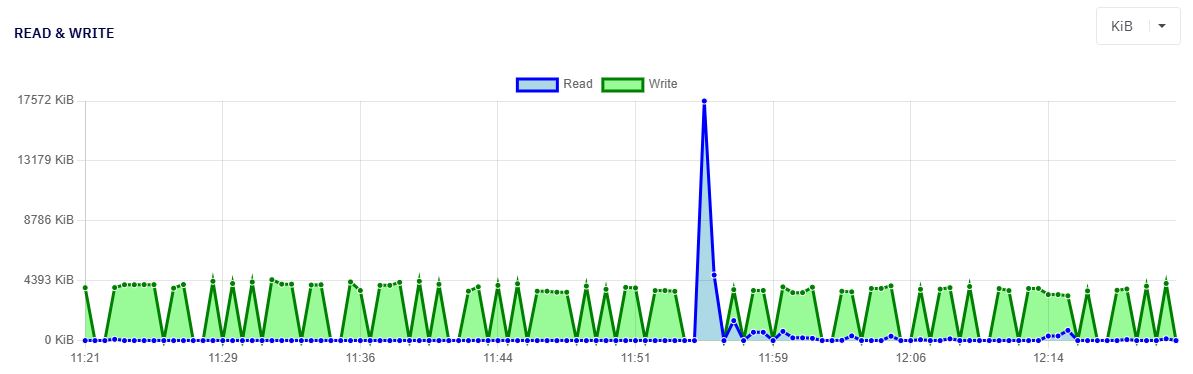 READ & WRITE
KiB
Read
Write
17572 KiB
13179 KiB
8786 KiB
4393 KiB
0 KiB
11:21
11:29
11:36
11:44
11:51
11:59
12:06
12:14